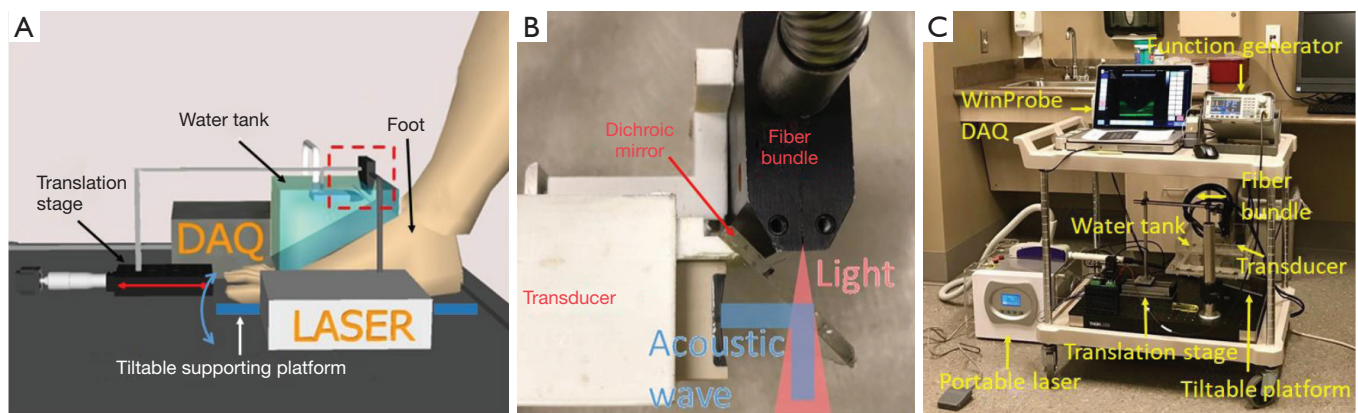 A
Water tank
Foot
Translation
stage
DAQ
LASER
Tiltable supporting platform
B
Dichroic
mirror
Fiber
bundle
Light
Transducer
Acoustic
wave
C
Function generator
WinProbe
DAQ
Fiber
bundle
Water tank
Transducer
Translation stage
Portable laser
Tiltable platform